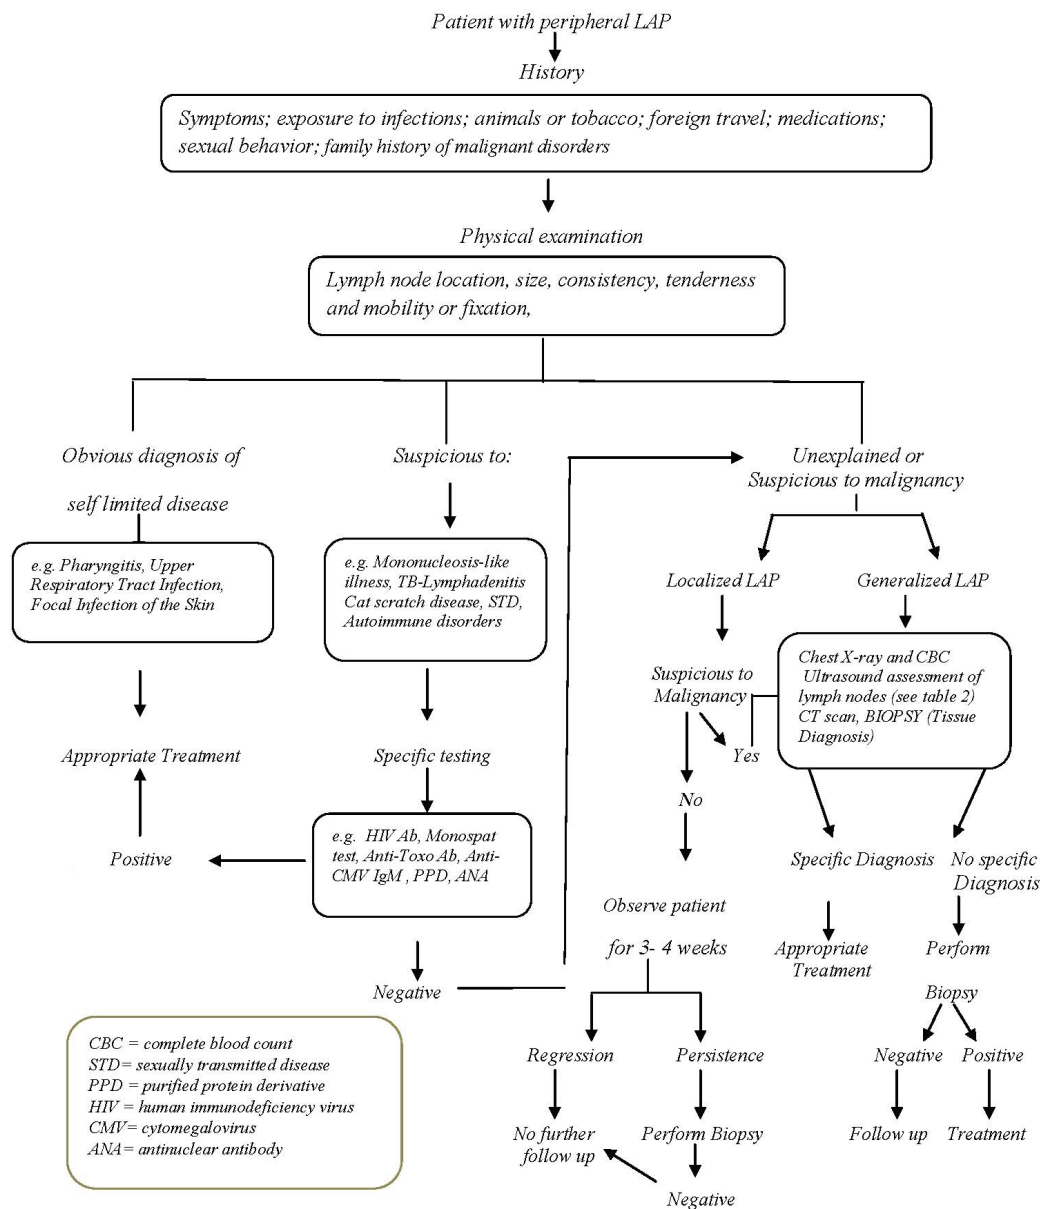 Patient with peripheral LAP
History
Symptoms; exposure to infections; animals or tobacco; foreign travel; medications;
sexual behavior; family history of malignant disorders
Physical examination
Lymph node location, size, consistency, tenderness
and mobility or fixation,
Obvious diagnosis of
self limited disease
e.g. Pharyngitis, Upper
Respiratory Tract Infection,
Focal Infection of the Skin
Appropriate Treatment
Positive
Suspicious to:
e.g. Mononucleosis-like
illness, TB-Lymphadenitis
Cat scratch disease, STD,
Autoimmune disorders
Specific testing
e.g. HIV Ab, Monospat
test, Anti-Toxo Ab, Anti-
CMV IgM , PPD, ANA
Negative
Unexplained or
Suspicious to malignancy
Localized LAP
Suspicious to
Malignancy
Yes
No
Observe patient
for 3- 4 weeks
Regression
No further
follow up
Persistence
Perform Biopsy
Negative
Generalized LAP
Chest X-ray and CBC
Ultrasound assessment of
lymph nodes (see table 2)
CT scan, BIOPSY (Tissue
Diagnosis)
Specific Diagnosis
Appropriate
Treatment
No specific
Diagnosis
Perform
Biopsy
Negative
Follow up
Positive
Treatment
CBC = complete blood count
STD= sexually transmitted disease
PPD = purified protein derivative
HIV = human immunodeficiency virus
CMV= cytomegalovirus
ANA= antinuclear antibody